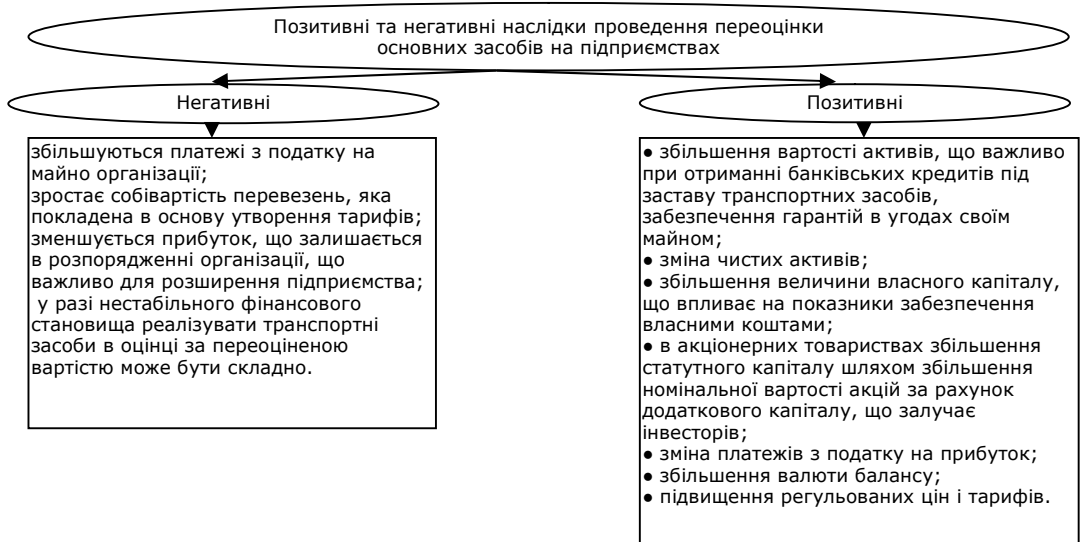 Позитивні та негативні наслідки проведення переоцінки
основних засобів на підприємствах
Негативні
Позитивні
збільшуються платежі з податку на
майно організації;
зростає собівартість перевезень, яка
покладена в основу утворення тарифів;
зменшується прибуток, що залишається
в розпорядженні організації, що
важливо для розширення підприємства;
у разі нестабільного фінансового
становища реалізувати транспортні
засоби в оцінці за переоціненою
вартістю може бути складно.
● збільшення вартості активів, що важливо
при отриманні банківських кредитів під
заставу транспортних засобів,
забезпечення гарантій в угодах своїм
майном;
● зміна чистих активів;
● збільшення величини власного капіталу,
що впливає на показники забезпечення
власними коштами;
● в акціонерних товариствах збільшення
статутного капіталу шляхом збільшення
номінальної вартості акцій за рахунок
додаткового капіталу, що залучає
інвесторів;
● зміна платежів з податку на прибуток;
● збільшення валюти балансу;
● підвищення регульованих цін і тарифів.